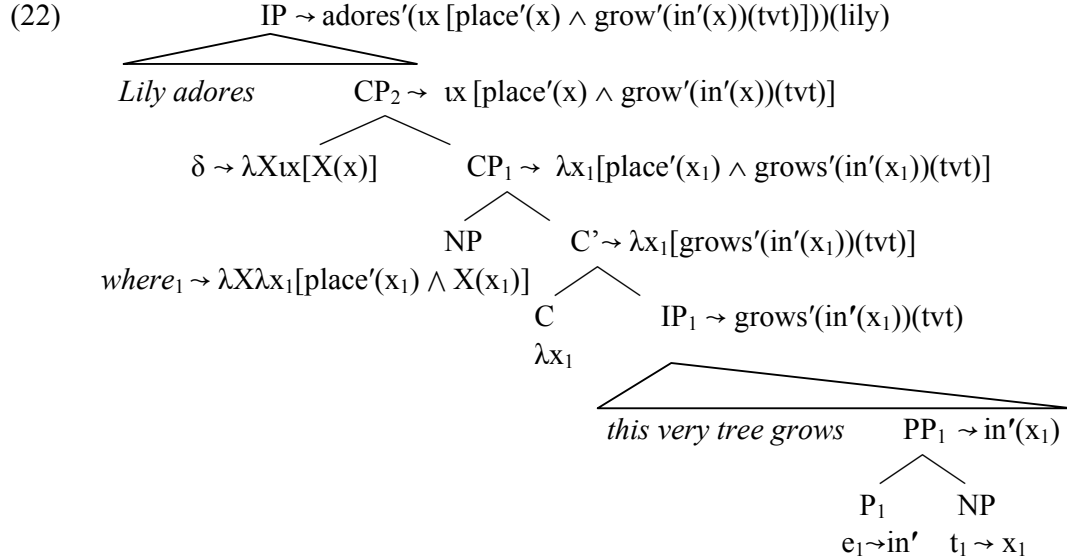 (22) IP → adores′(ιx [place′(x) ∧ grow′(in′(x))(tvt)]))(lily)
Lily adores CP₂ → ιx [place′(x) ∧ grow′(in′(x))(tvt)]
δ → λXιx[X(x)] CP₁ → λx₁[place′(x₁) ∧ grows′(in′(x₁))(tvt)]
NP C’→ λx₁[grows′(in′(x₁))(tvt)]
where₁ → λXλx₁[place′(x₁) ∧ X(x₁)]
C IP₁ → grows′(in′(x₁))(tvt)
λx₁
this very tree grows PP₁ → in′(x₁)
P₁ NP
e₁→in′ t₁ → x₁